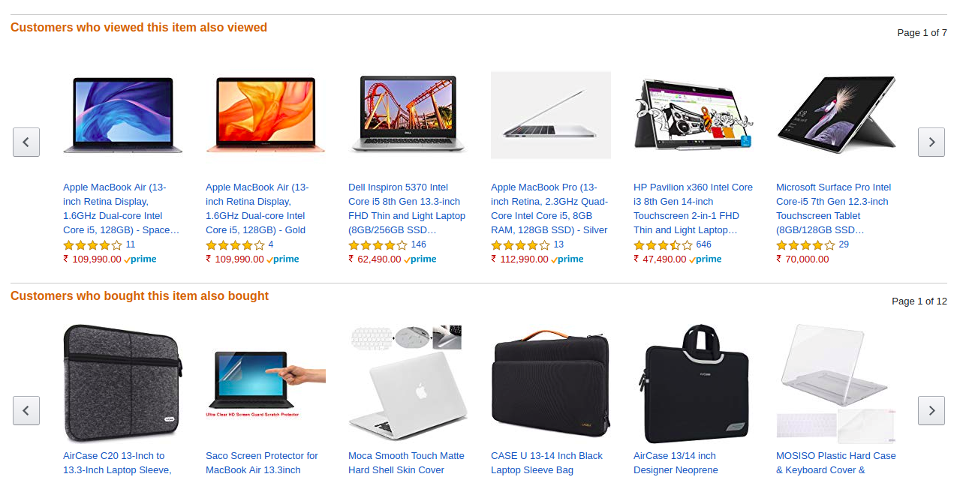 Customers who viewed this item also viewed
Page 1 of 7
Apple MacBook Air (13-
inch Retina Display,
1.6GHz Dual-core Intel
Core i5, 128GB) - Space…
11
₹ 109,990.00 prime
Apple MacBook Air (13-
inch Retina Display,
1.6GHz Dual-core Intel
Core i5, 128GB) - Gold
4
₹ 109,990.00 prime
Dell Inspiron 5370 Intel
Core i5 8th Gen 13.3-inch
FHD Thin and Light Laptop
(8GB/256GB SSD…
146
₹ 62,490.00 prime
Apple MacBook Pro (13-
inch Retina, 2.3GHz Quad-
Core Intel Core i5, 8GB
RAM, 128GB SSD) - Silver
13
₹ 112,990.00 prime
HP Pavilion x360 Intel Core
i3 8th Gen 14-inch
Touchscreen 2-in-1 FHD
Thin and Light Laptop…
646
₹ 47,490.00 prime
Microsoft Surface Pro Intel
Core-i5 7th Gen 12.3-inch
Touchscreen Tablet
(8GB/128GB SSD…
29
₹ 70,000.00
Customers who bought this item also bought
Page 1 of 12
Ultra Clear HD Screen Guard Scratch Protector
AirCase C20 13-Inch to
13.3-Inch Laptop Sleeve,
Saco Screen Protector for
MacBook Air 13.3inch
Moca Smooth Touch Matte
Hard Shell Skin Cover
CASE U 13-14 Inch Black
Laptop Sleeve Bag
AirCase 13/14 inch
Designer Neoprene
MOSISO Plastic Hard Case
& Keyboard Cover &